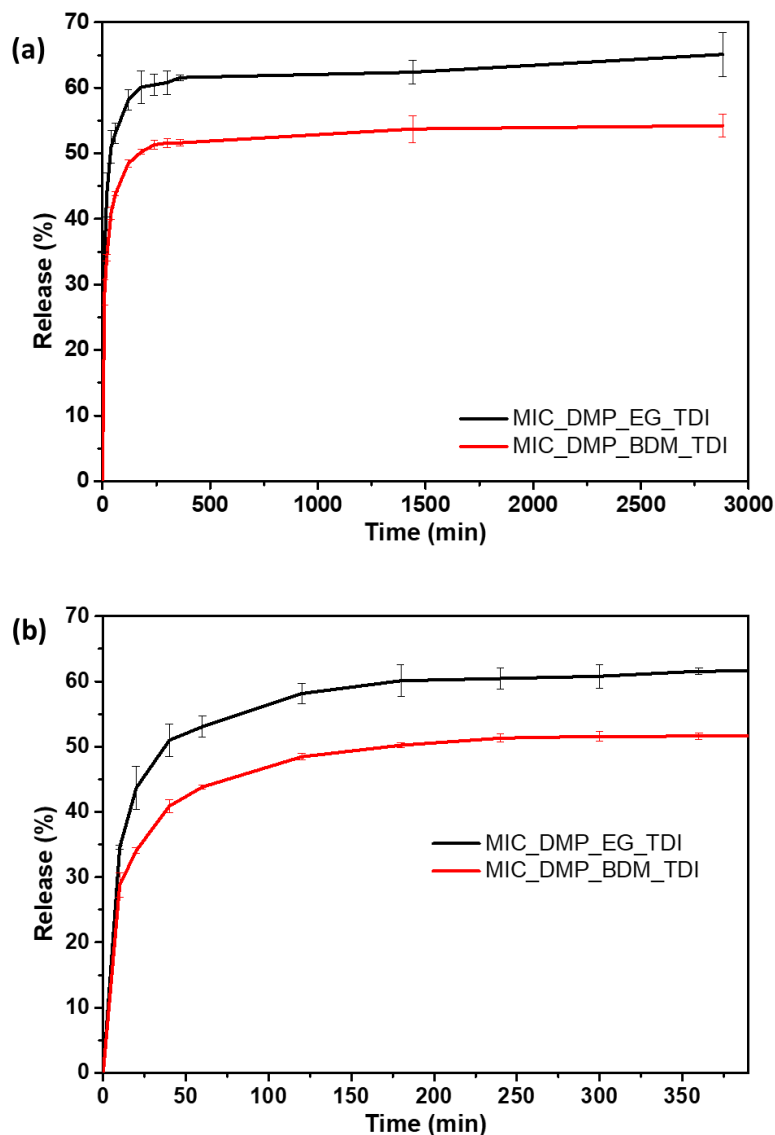 (a)
70
60
50
40
30
20
10
0
Release (%)
MIC_DMP_EG_TDI
MIC_DMP_BDM_TDI
0 500 1000 1500 2000 2500 3000
Time (min)
(b)
70
60
50
40
30
20
10
0
Release (%)
MIC_DMP_EG_TDI
MIC_DMP_BDM_TDI
0 50 100 150 200 250 300 350
Time (min)